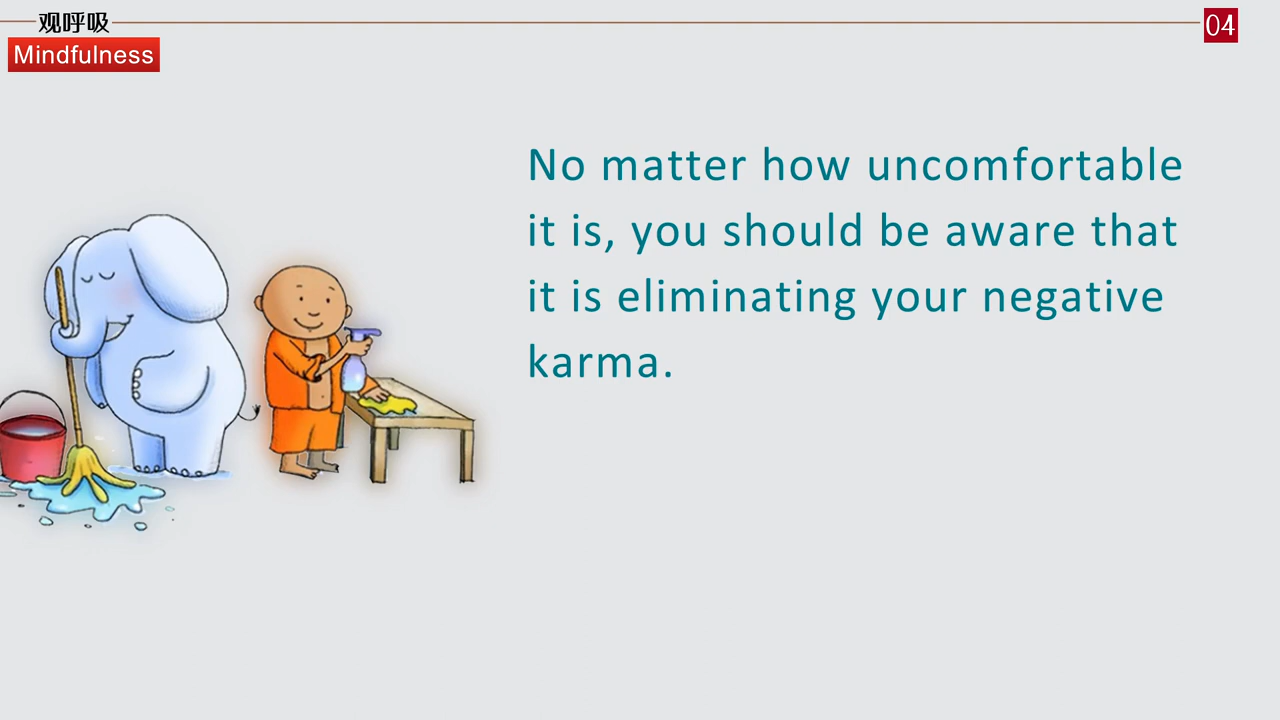 观呼吸
04
Mindfulness
No matter how uncomfortable
it is, you should be aware that
it is eliminating your negative
karma.